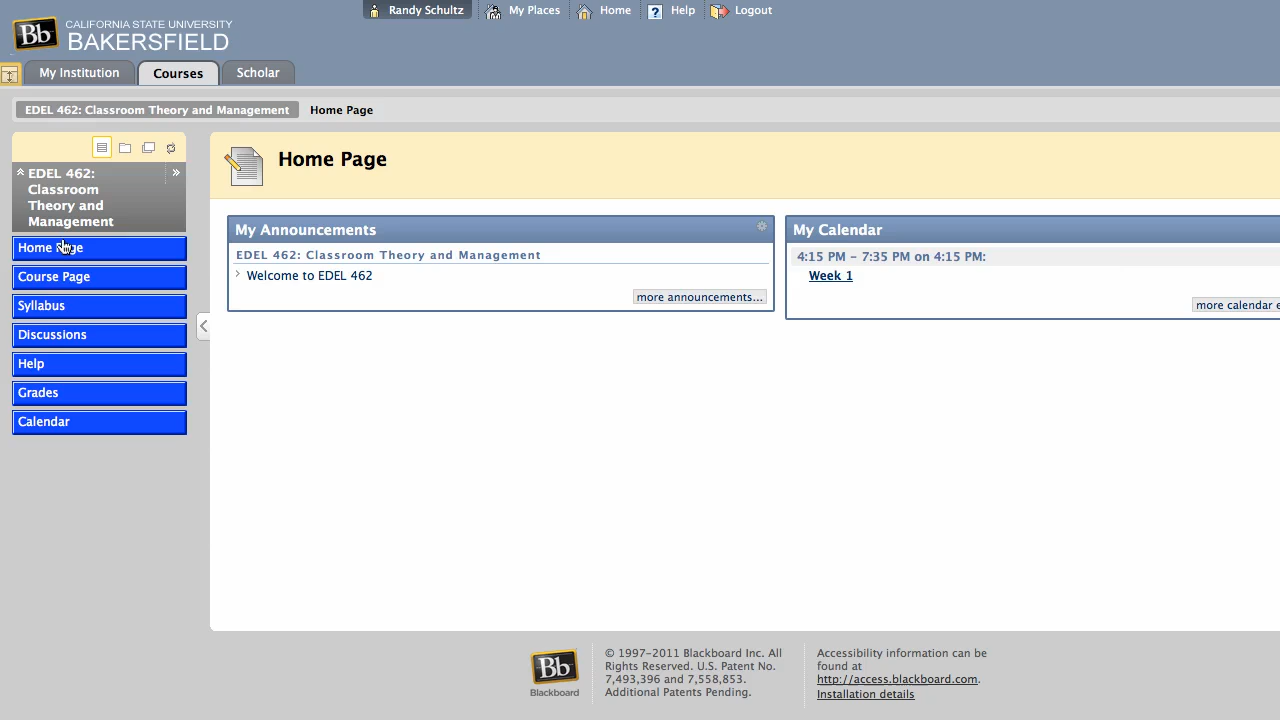 Randy Schultz My Places Home Help Logout
Bb CALIFORNIA STATE UNIVERSITY
BAKERSFIELD
My Institution Courses Scholar
EDEL 462: Classroom Theory and Management Home Page
EDEL 462:
Classroom
Theory and
Management
Home Page
Course Page
Syllabus
Discussions
Help
Grades
Calendar
Home Page
My Announcements
EDEL 462: Classroom Theory and Management
Welcome to EDEL 462
more announcements...
My Calendar
4:15 PM – 7:35 PM on 4:15 PM:
Week 1
more calendar e
Bb
Blackboard
© 1997-2011 Blackboard Inc. All
Rights Reserved. U.S. Patent No.
7,493,396 and 7,558,853.
Additional Patents Pending.
Accessibility information can be
found at
http://access.blackboard.com.
Installation details